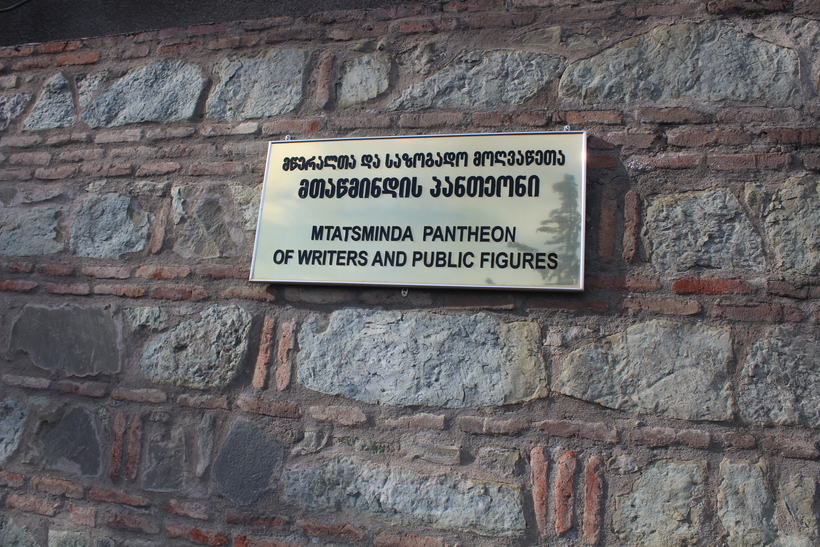 მწერალთა და საზოგადო მოღვაწეთა
მთაწმინდის პანთეონი
MTATSMINDA PANTHEON
OF WRITERS AND PUBLIC FIGURES